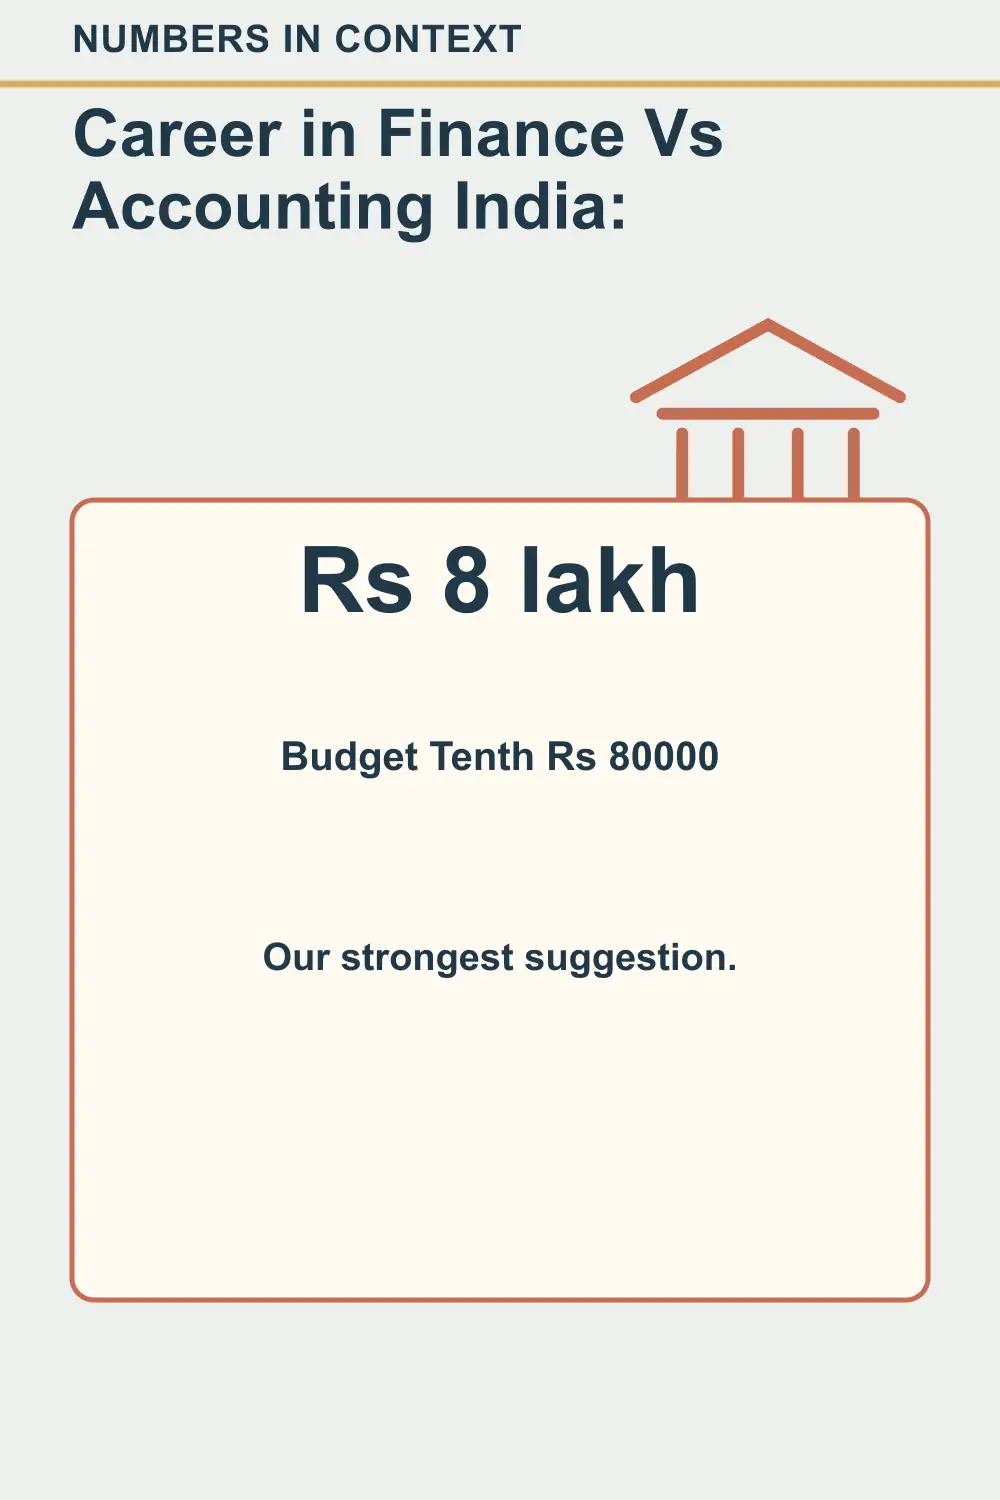 NUMBERS IN CONTEXT
Career in Finance Vs
Accounting India:
Rs 8 lakh
Budget Tenth Rs 80000
Our strongest suggestion.